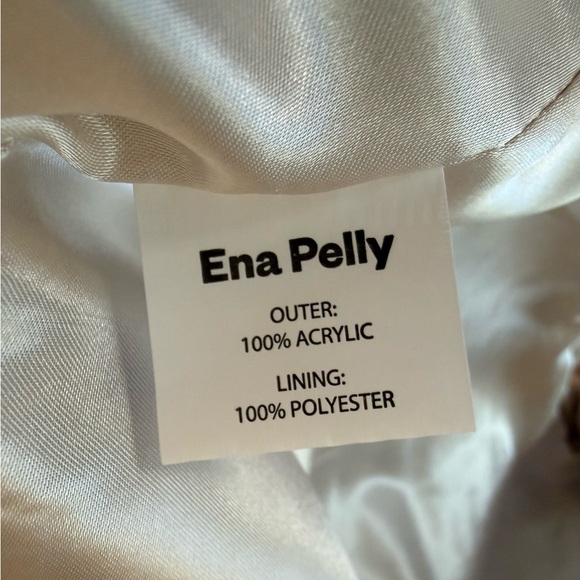 Ena Pelly
OUTER:
100% ACRYLIC
LINING:
100% POLYESTER